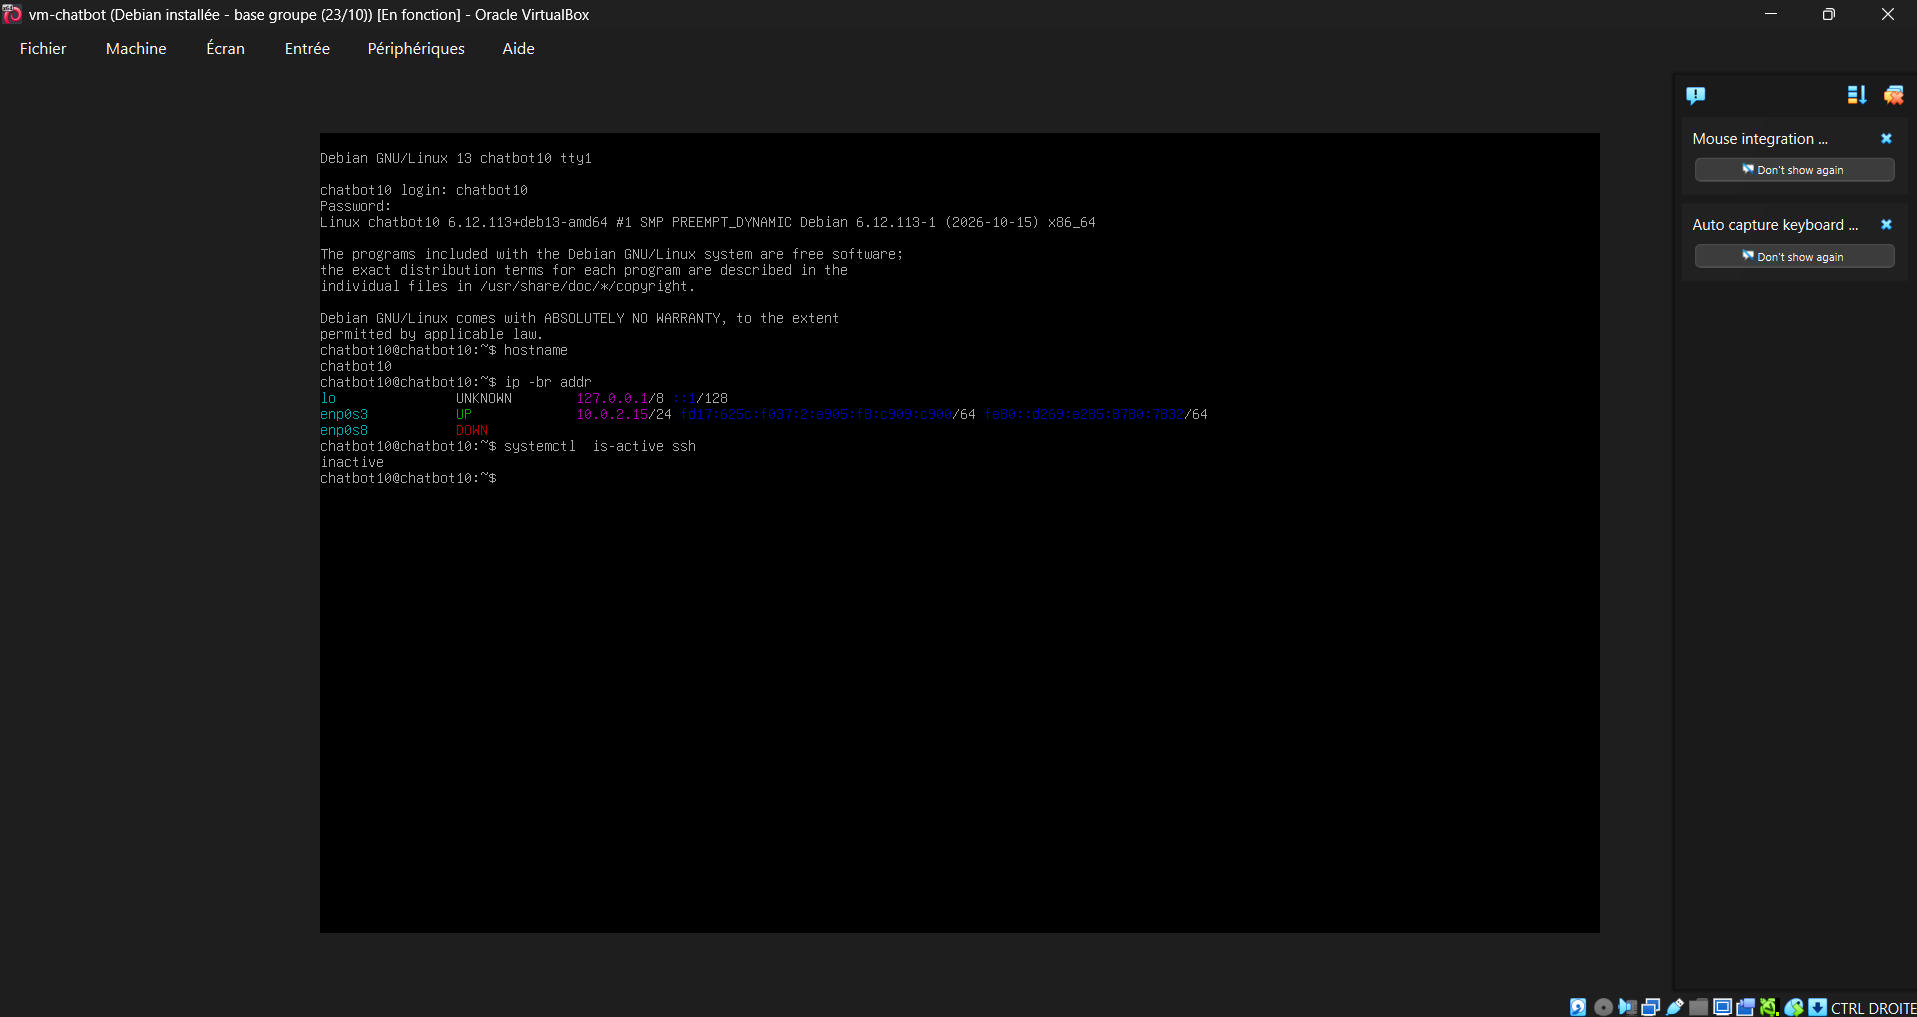 vm-chatbot (Debian installée - base groupe (23/10)) [En fonction] - Oracle VirtualBox
Fichier Machine Écran Entrée Périphériques Aide
Debian GNU/Linux 13 chatbot10 tty1
chatbot10 login: chatbot10
Password:
Linux chatbot10 6.12.113+deb13-amd64 #1 SMP PREEMPT_DYNAMIC Debian 6.12.113-1 (2026-10-15) x86_64
The programs included with the Debian GNU/Linux system are free software;
the exact distribution terms for each program are described in the
individual files in /usr/share/doc/*/copyright.
Debian GNU/Linux comes with ABSOLUTELY NO WARRANTY, to the extent
permitted by applicable law.
chatbot10@chatbot10:~$ hostname
chatbot10
chatbot10@chatbot10:~$ ip -br addr
lo UNKNOWN 127.0.0.1/8 ::1/128
enp0s3 UP 10.0.2.15/24
enp0s8 DOWN
chatbot10@chatbot10:~$ systemctl  is-active ssh
inactive
chatbot10@chatbot10:~$
Mouse integration ...
Don't show again
Auto capture keyboard ...
Don't show again
CTRL DROITE